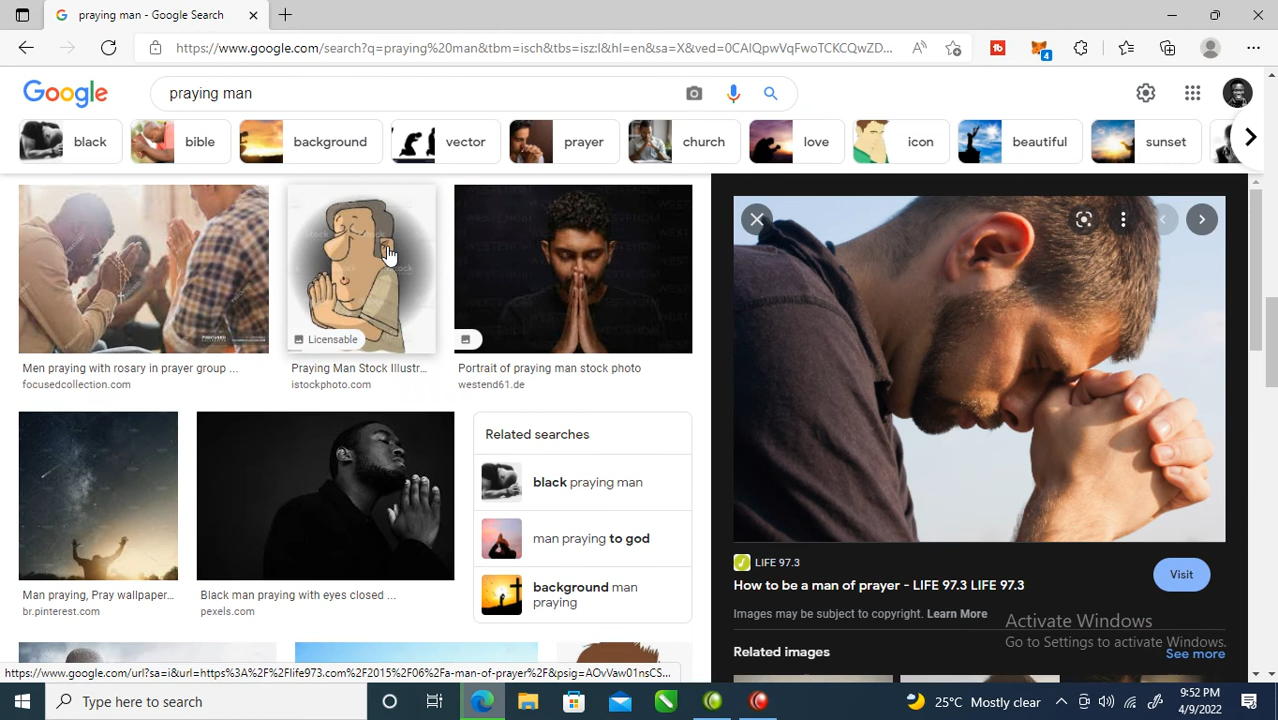 praying man - Google Search
https://www.google.com/search?q=praying%20man&tbm=isch&tbs=isz:l&hl=en&sa=X&ved=0CAIQpwVqFwoTCKCQwZD...
4
Google
praying man
black
bible
background
vector
prayer
church
love
icon
beautiful
sunset
Licensable
Men praying with rosary in prayer group ...
focusedcollection.com
Praying Man Stock Illustr...
istockphoto.com
Portrait of praying man stock photo
westend61.de
Related searches
black praying man
man praying to god
background man
praying
Man praying, Pray wallpaper...
br.pinterest.com
Black man praying with eyes closed ...
pexels.com
LIFE 97.3
How to be a man of prayer - LIFE 97.3 LIFE 97.3
Visit
Images may be subject to copyright. Learn More
Activate Windows
Go to Settings to activate Windows.
Related images
See more
https://www.google.com/url?sa=i&url=https%3A%2F%2Flife973.com%2F2015%2F06%2Fa-man-of-prayer%2F&psig=AOvVaw01nsCS...
Type here to search
25°C Mostly clear
9:52 PM
4/9/2022